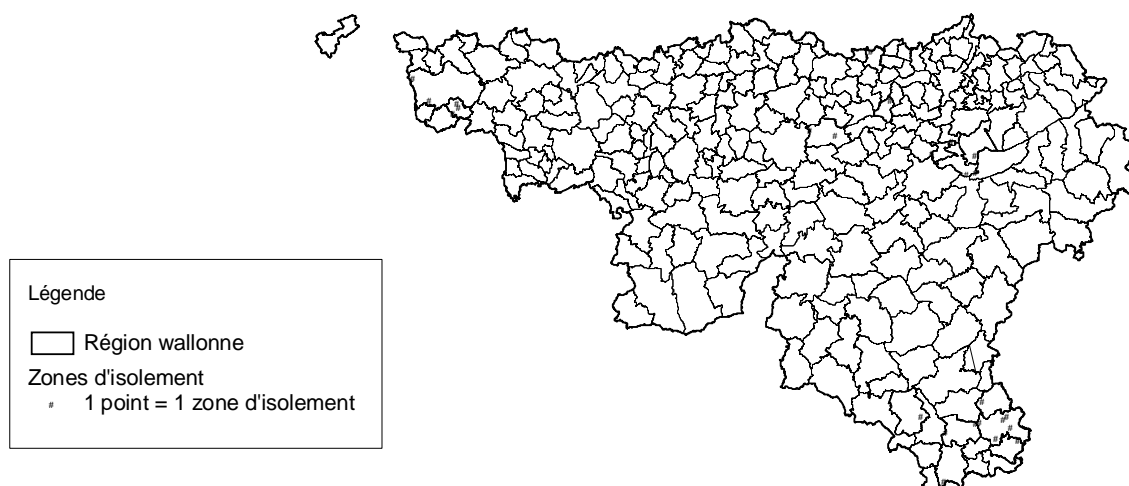 Légende
Région wallonne
Zones d'isolement
# 1 point = 1 zone d'isolement